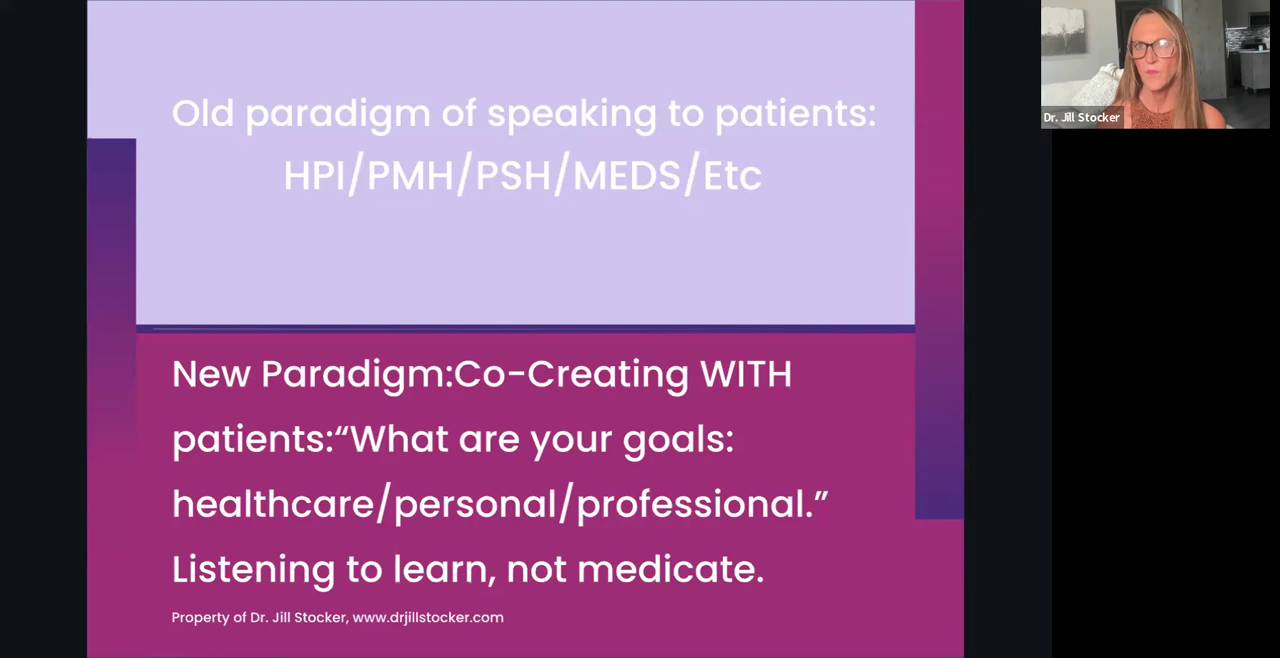 Old paradigm of speaking to patients:
HPI/PMH/PSH/MEDS/Etc
New Paradigm:Co-Creating WITH
patients:“What are your goals:
healthcare/personal/professional.”
Listening to learn, not medicate.
Property of Dr. Jill Stocker, www.drjillstocker.com
Dr. Jill Stocker